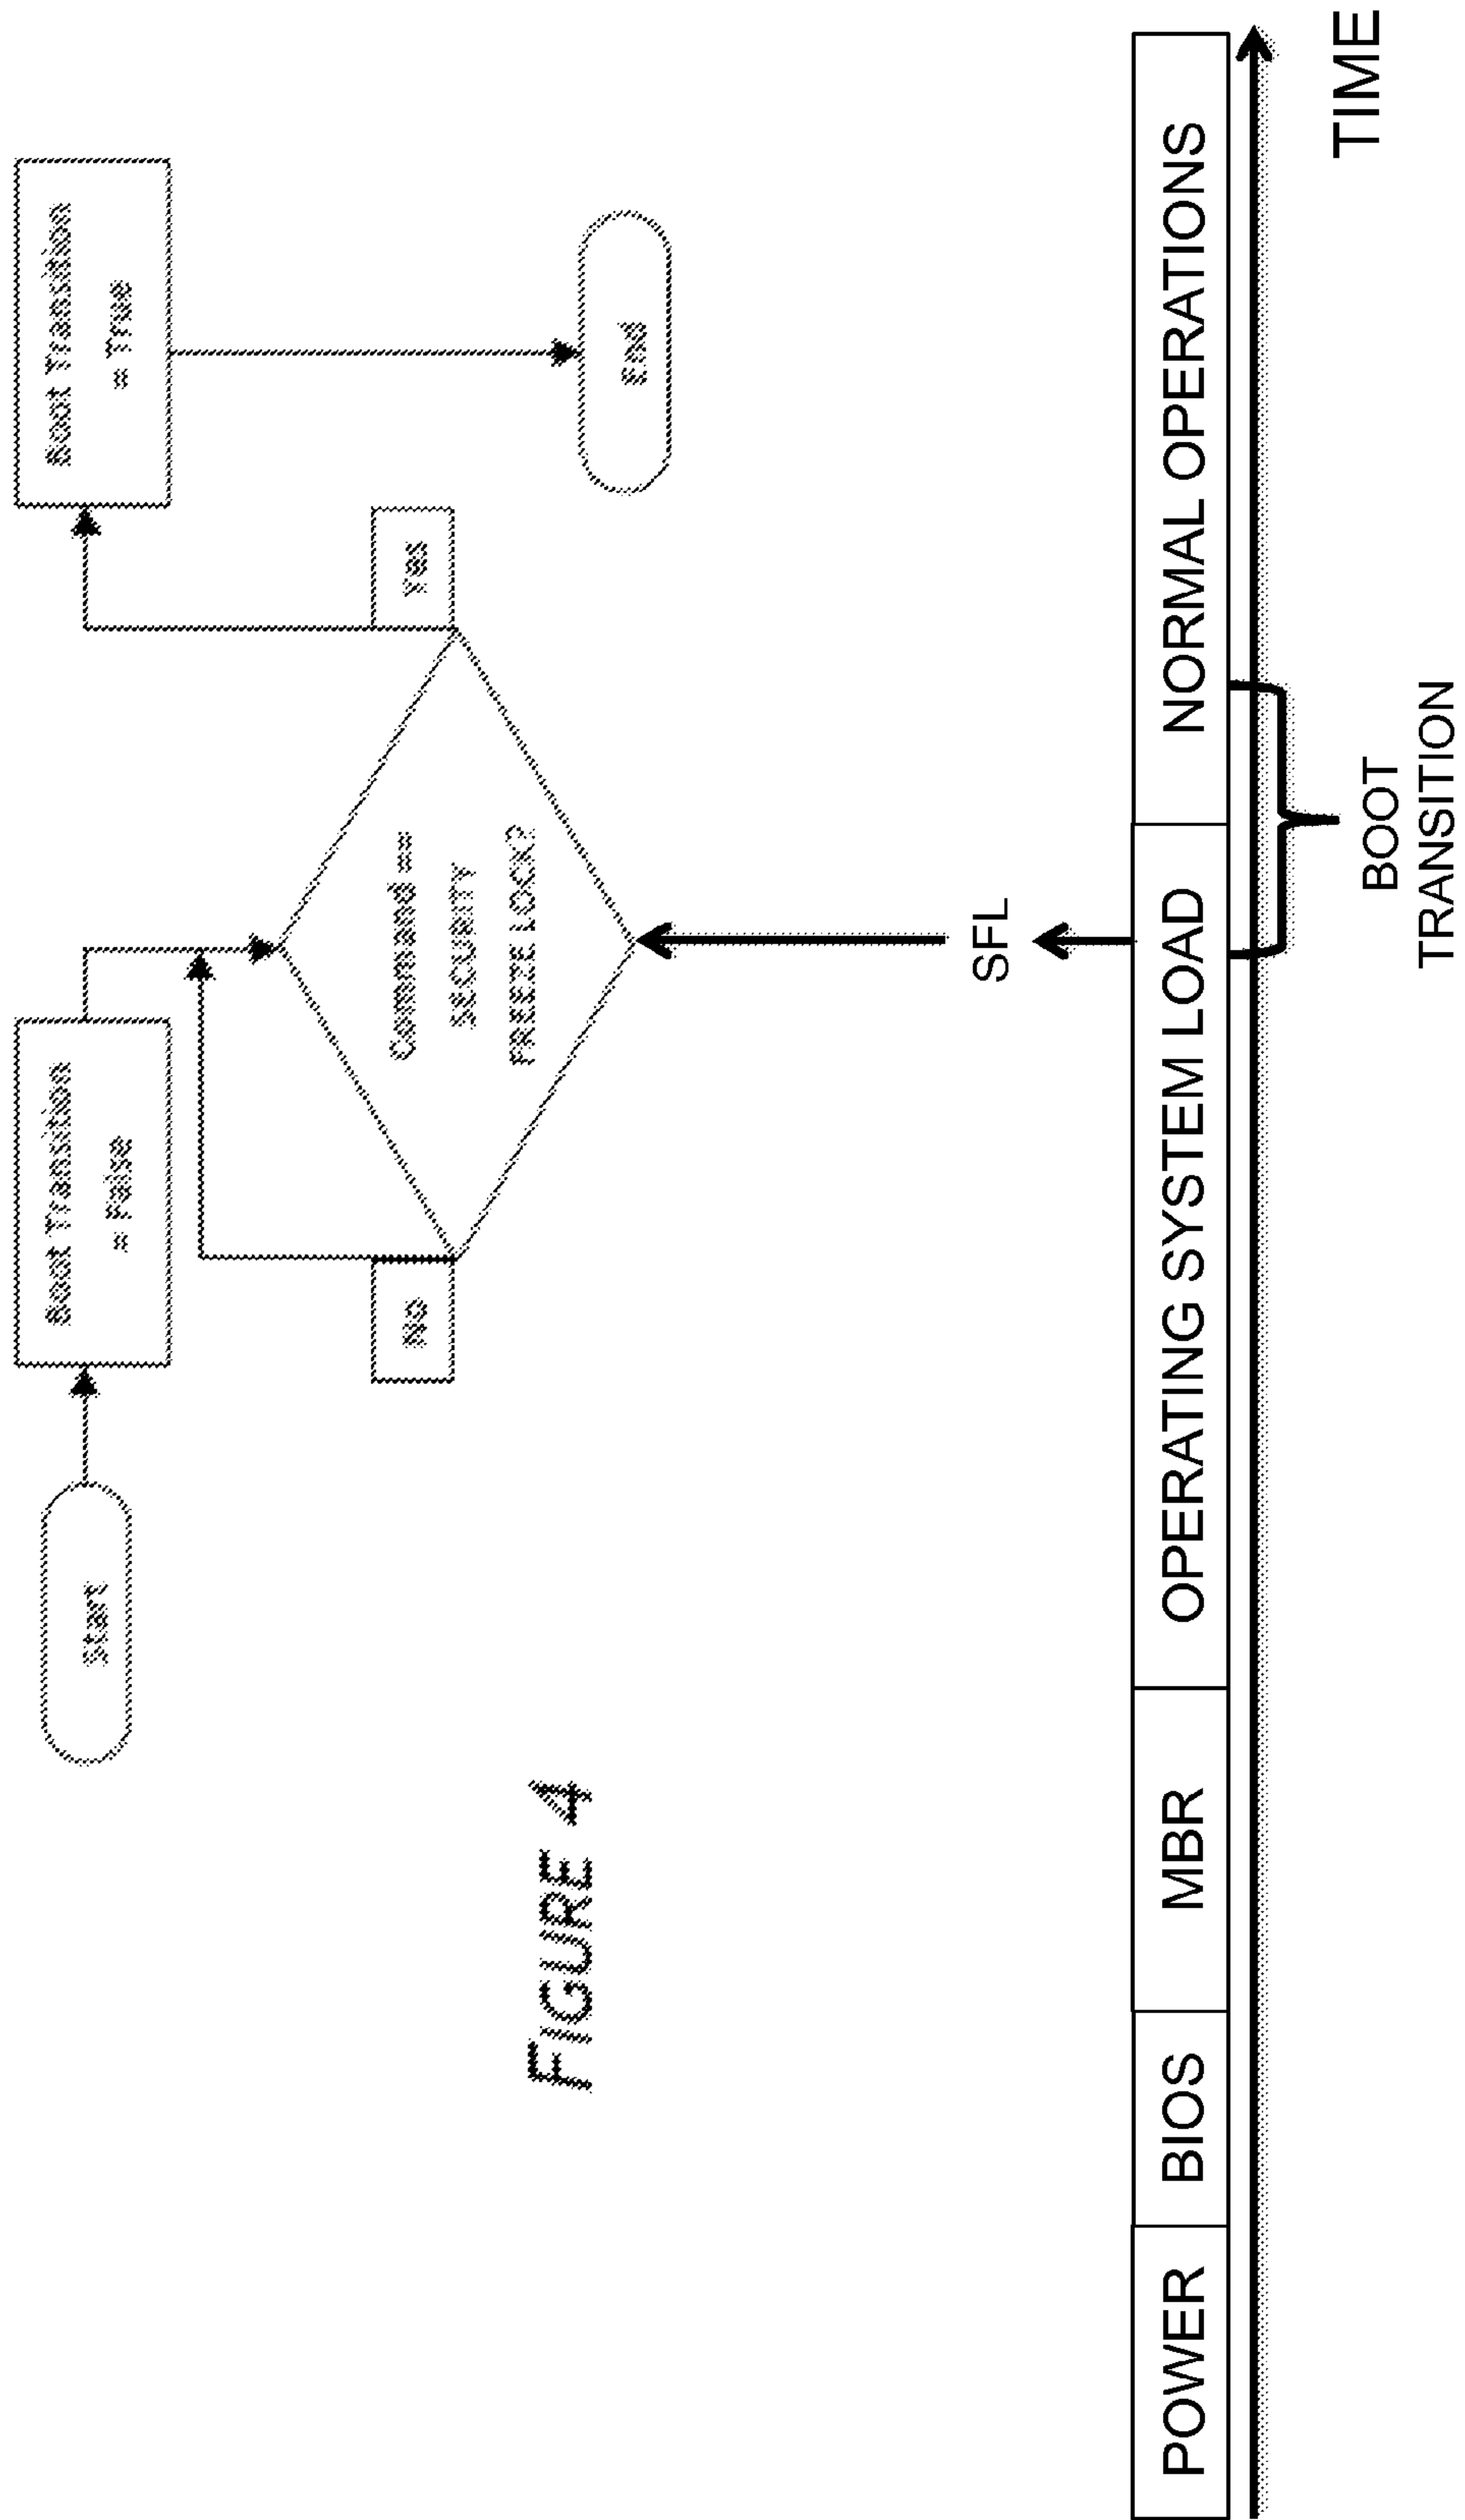 Start
Boot Transition
= False
Boot Transition
= True
NO
Command ==
SECURITY
FREEZE LOCK?
Yes
End
FIGURE 4
SFL
POWER
BIOS
MBR
OPERATING SYSTEM LOAD
NORMAL OPERATIONS
BOOT
TRANSITION
TIME